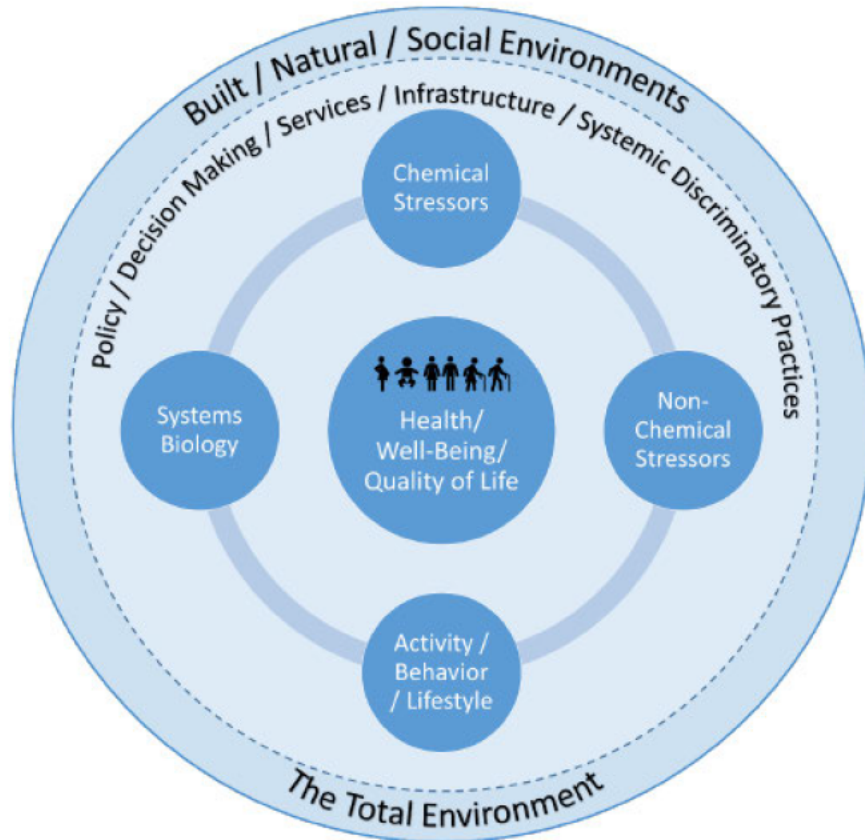 Built / Natural / Social Environments
Policy / Decision Making / Services / Infrastructure / Systemic Discriminatory Practices
Chemical
Stressors
Systems
Biology
Health/
Well-Being/
Quality of Life
Non-
Chemical
Stressors
Activity /
Behavior
/ Lifestyle
The Total Environment